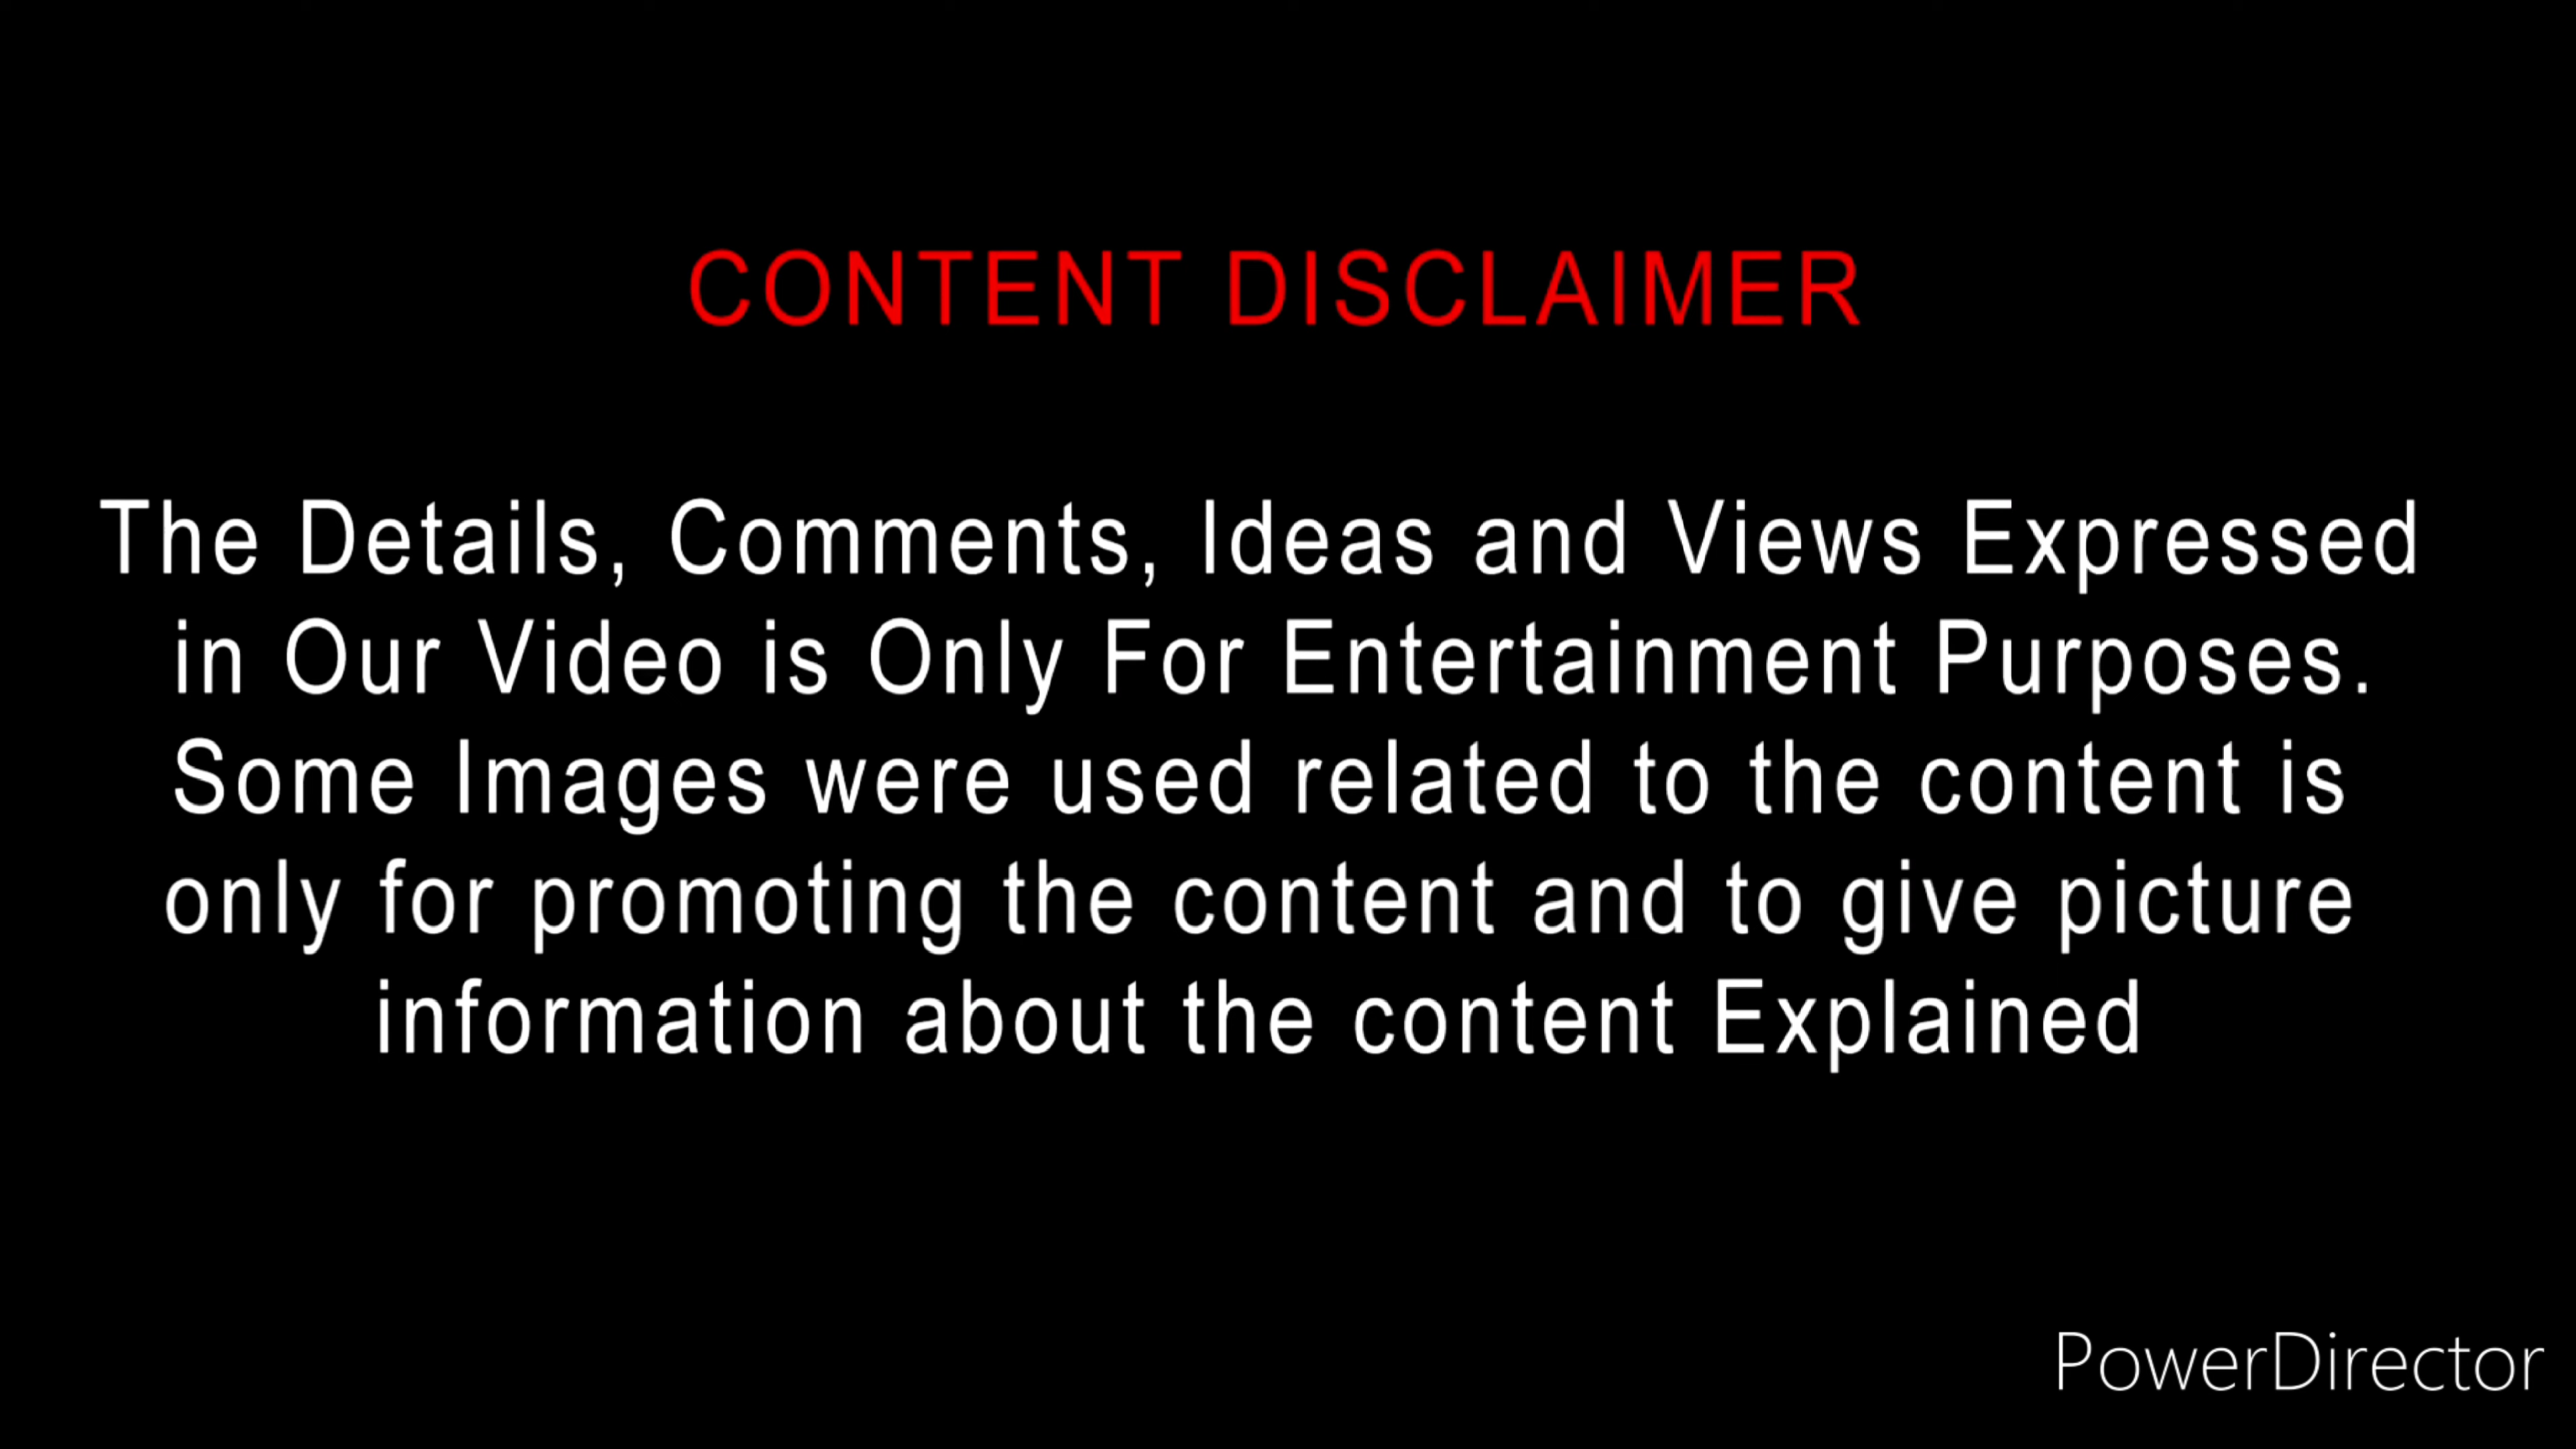 CONTENT DISCLAIMER
The Details, Comments, Ideas and Views Expressed
in Our Video is Only For Entertainment Purposes.
Some Images were used related to the content is
only for promoting the content and to give picture
information about the content Explained
PowerDirector